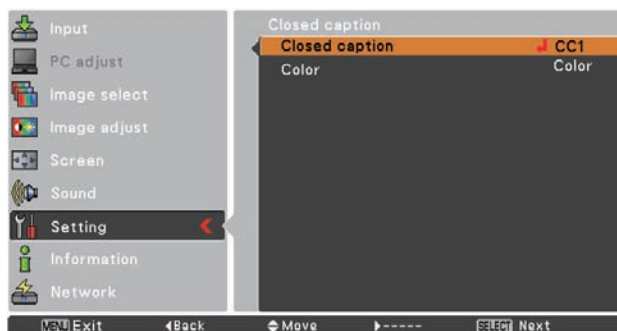 Input
PC adjust
Image select
Image adjust
Screen
Sound
Setting
Information
Network
Closed caption
Closed caption CC1
Color Color
MENU Exit Back Move ----- SELECT Next